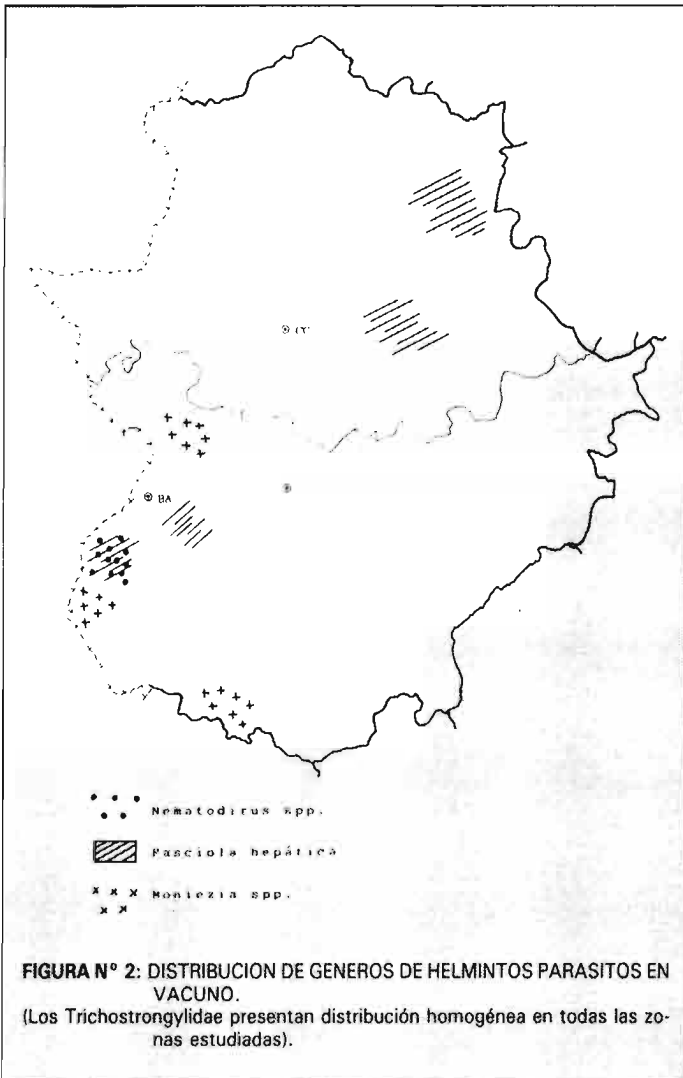 BA
Nematodirus spp.
Fasciola hepática
Moniezia spp.
FIGURA Nº 2: DISTRIBUCION DE GENEROS DE HELMINTOS PARASITOS EN
VACUNO.
(Los Trichostrongylidae presentan distribución homogénea en todas las zo-
nas estudiadas).